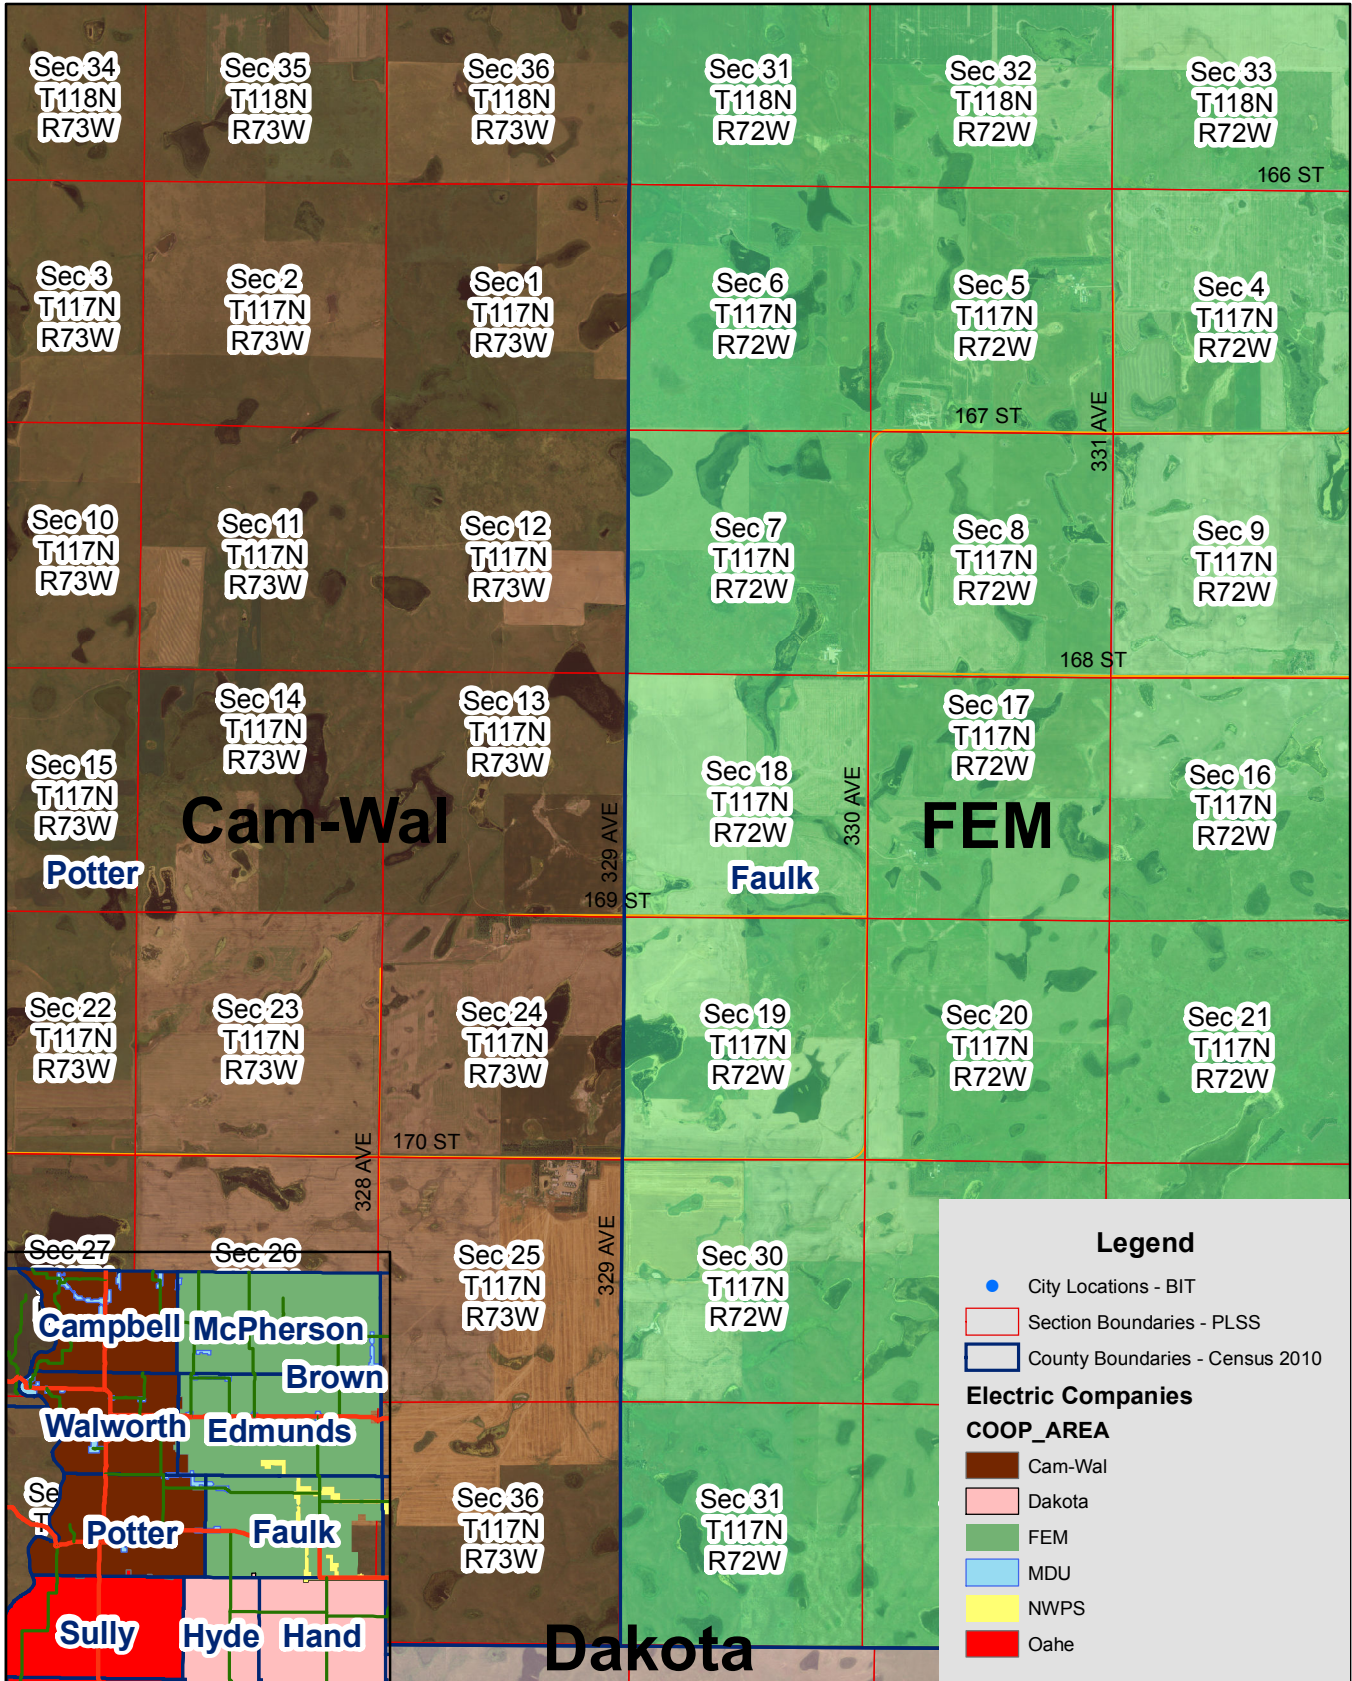 Sec 34
T118N
R73W
Sec 35
T118N
R73W
Sec 36
T118N
R73W
Sec 31
T118N
R72W
Sec 32
T118N
R72W
Sec 33
T118N
R72W
166 ST
Sec 3
T117N
R73W
Sec 2
T117N
R73W
Sec 1
T117N
R73W
Sec 6
T117N
R72W
Sec 5
T117N
R72W
Sec 4
T117N
R72W
167 ST
331 AVE
Sec 10
T117N
R73W
Sec 11
T117N
R73W
Sec 12
T117N
R73W
Sec 7
T117N
R72W
Sec 8
T117N
R72W
Sec 9
T117N
R72W
168 ST
Sec 15
T117N
R73W
Sec 14
T117N
R73W
Sec 13
T117N
R73W
Sec 18
T117N
R72W
Sec 17
T117N
R72W
Sec 16
T117N
R72W
Cam-Wal
FEM
329 AVE
330 AVE
Potter
Faulk
169 ST
Sec 22
T117N
R73W
Sec 23
T117N
R73W
Sec 24
T117N
R73W
Sec 19
T117N
R72W
Sec 20
T117N
R72W
Sec 21
T117N
R72W
328 AVE
170 ST
329 AVE
Sec 27
Sec 26
Sec 25
T117N
R73W
Sec 30
T117N
R72W
Sec 36
T117N
R73W
Sec 31
T117N
R72W
Dakota
Campbell
McPherson
Brown
Walworth
Edmunds
Se
T
Potter
Faulk
Sully
Hyde
Hand
Legend
City Locations - BIT
Section Boundaries - PLSS
County Boundaries - Census 2010
Electric Companies
COOP_AREA
Cam-Wal
Dakota
FEM
MDU
NWPS
Oahe